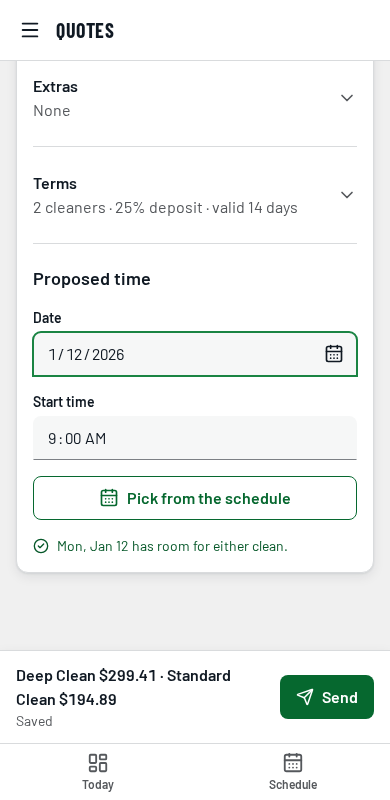 QUOTES
Extras
None
Terms
2 cleaners · 25% deposit · valid 14 days
Proposed time
Date
1/12/2026
Start time
9:00 AM
Pick from the schedule
Mon, Jan 12 has room for either clean.
Deep Clean $299.41 · Standard
Clean $194.89
Saved
Send
Today
Schedule